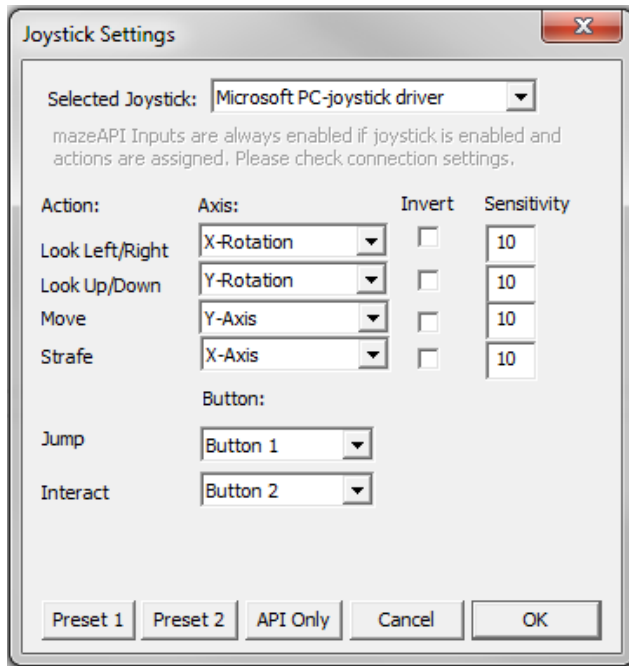 Joystick Settings
Selected Joystick: Microsoft PC-joystick driver
mazeAPI Inputs are always enabled if joystick is enabled and
actions are assigned. Please check connection settings.
Action: Axis: Invert Sensitivity
Look Left/Right X-Rotation 10
Look Up/Down Y-Rotation 10
Move Y-Axis 10
Strafe X-Axis 10
Button:
Jump Button 1
Interact Button 2
Preset 1 Preset 2 API Only Cancel OK